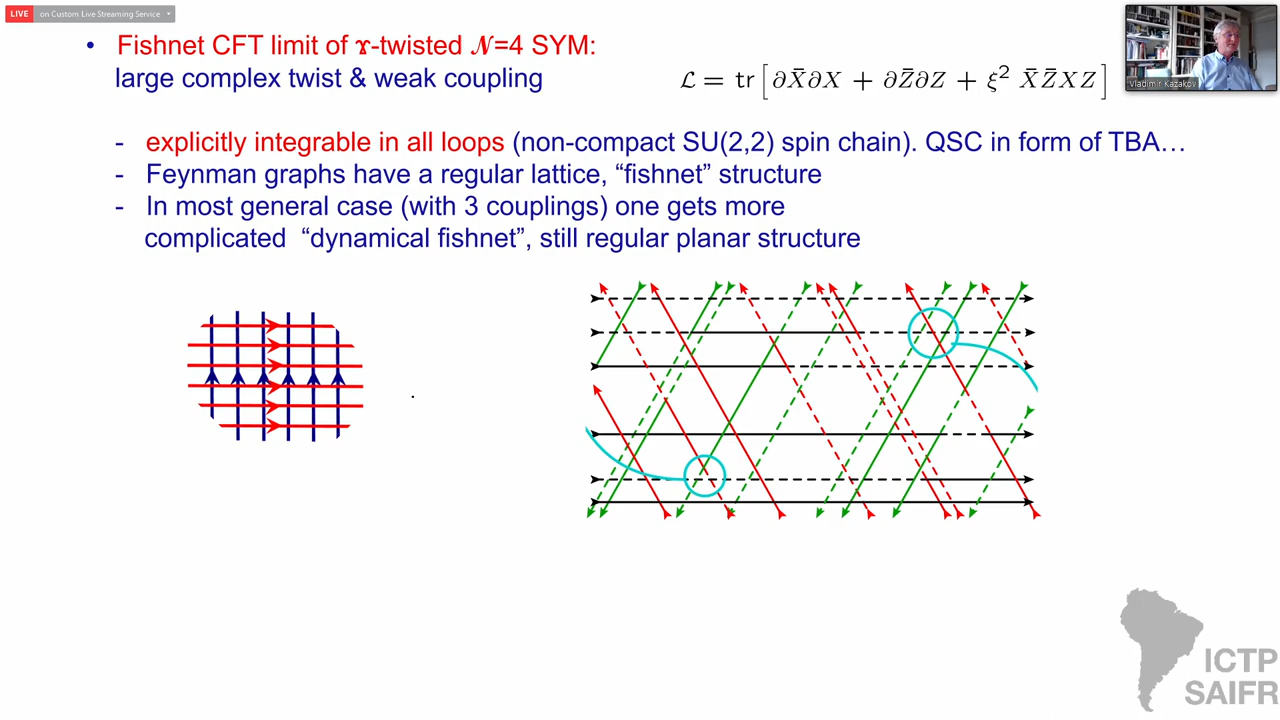 LIVE on Custom Live Streaming Service
• Fishnet CFT limit of ϒ-twisted 𝒩=4 SYM:
large complex twist & weak coupling
ℒ = tr[∂X̄∂X + ∂Z̄∂Z + ξ² X̄Z̄XZ]
Vladimir Kazakov
- explicitly integrable in all loops (non-compact SU(2,2) spin chain). QSC in form of TBA…
- Feynman graphs have a regular lattice, “fishnet” structure
- In most general case (with 3 couplings) one gets more
complicated “dynamical fishnet”, still regular planar structure
ICTP
SAIFR